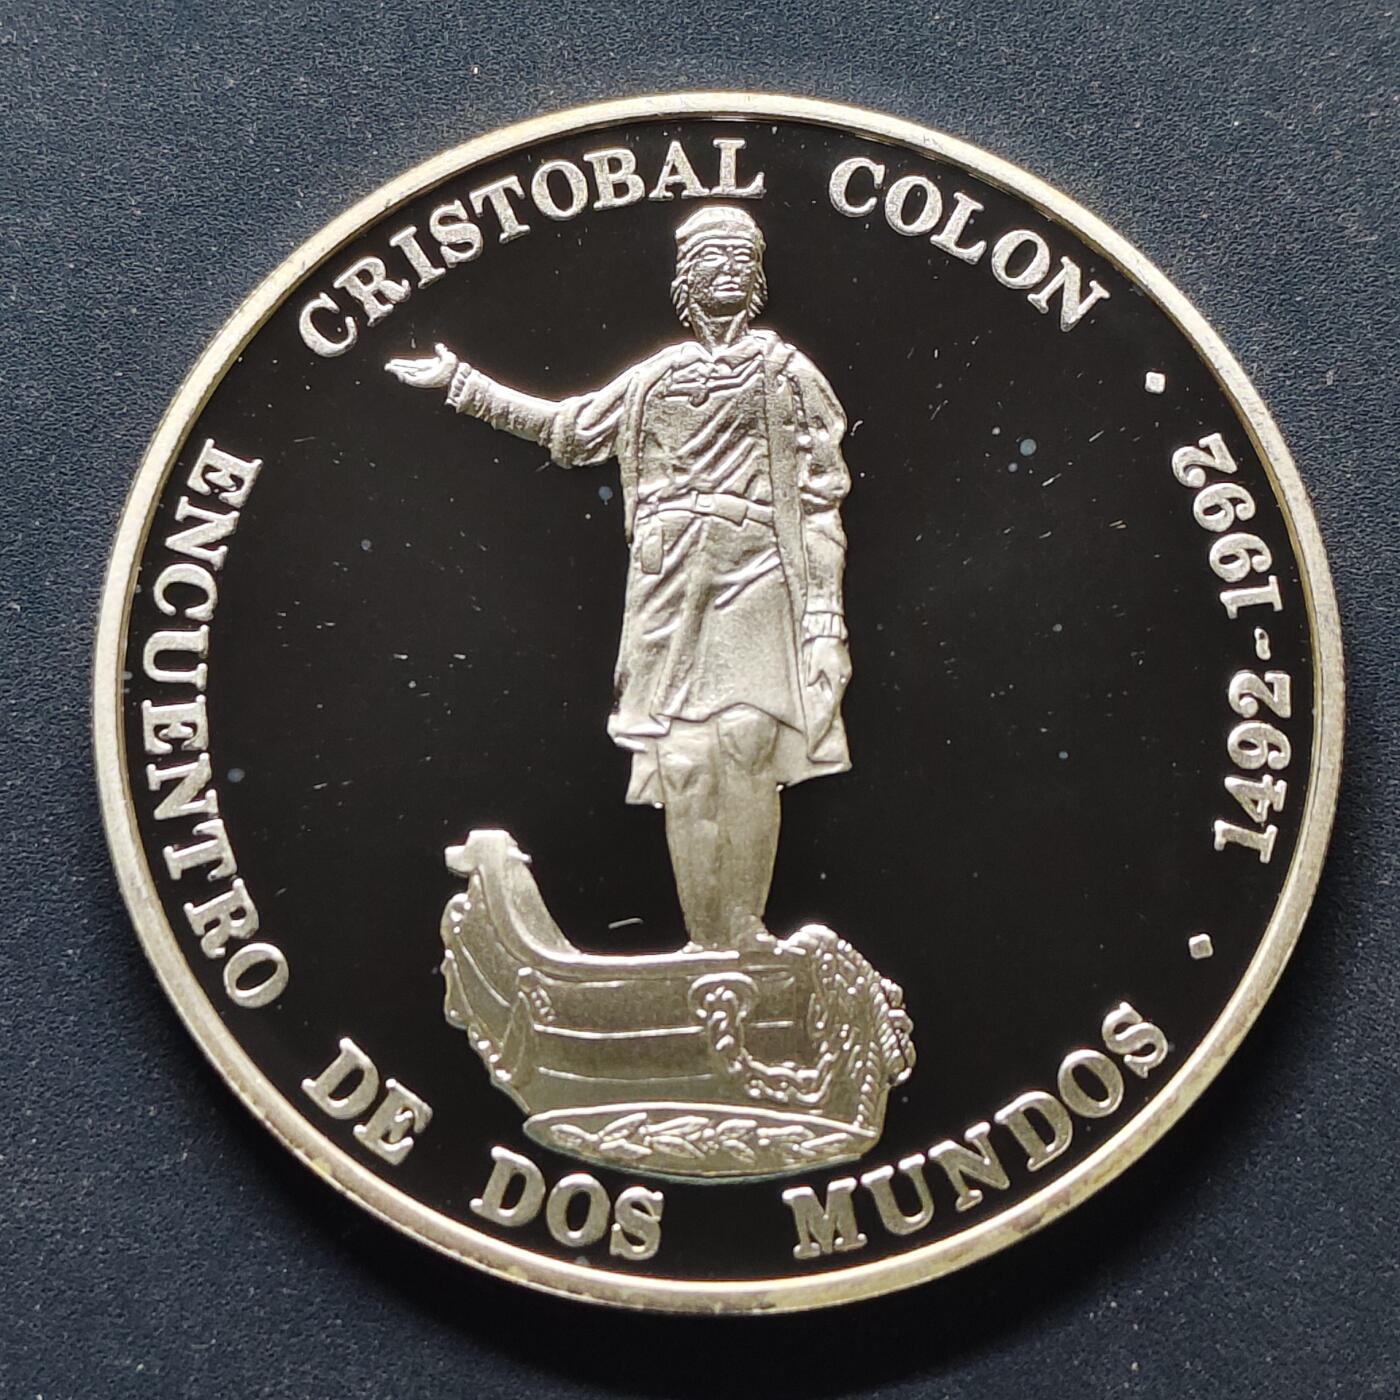 CRISTOBAL COLON
1492-1992
ENCUENTRO DE DOS MUNDOS